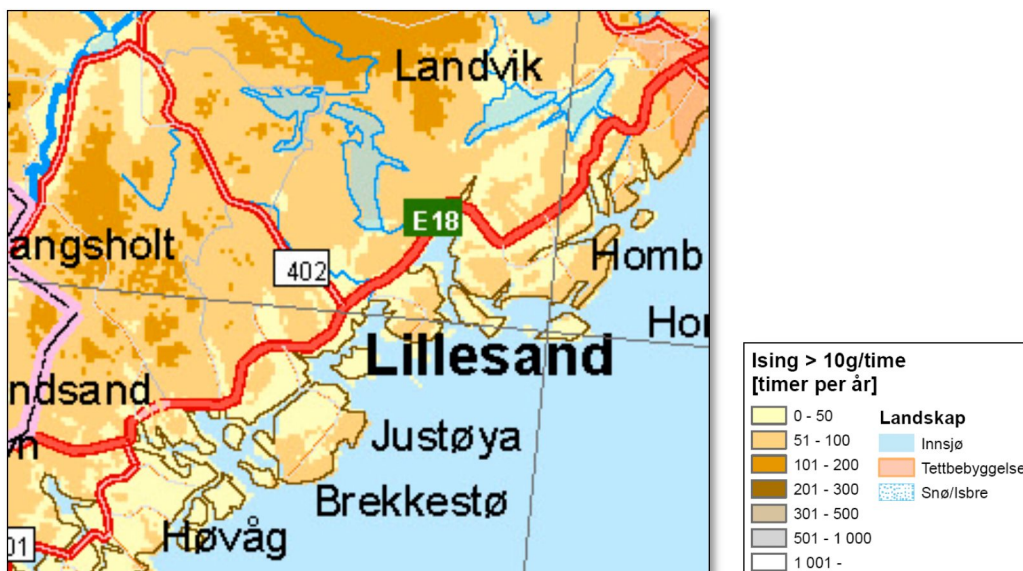 Landvik
E18
angsholt
402
Homb
Hor
Lillesand
ndsand
Justøya
Brekkestø
Høvåg
01
Ising > 10g/time
[timer per år]
0 - 50
51 - 100
101 - 200
201 - 300
301 - 500
501 - 1 000
1 001 -
Landskap
Innsjø
Tettbebyggelse
Snø/Isbre